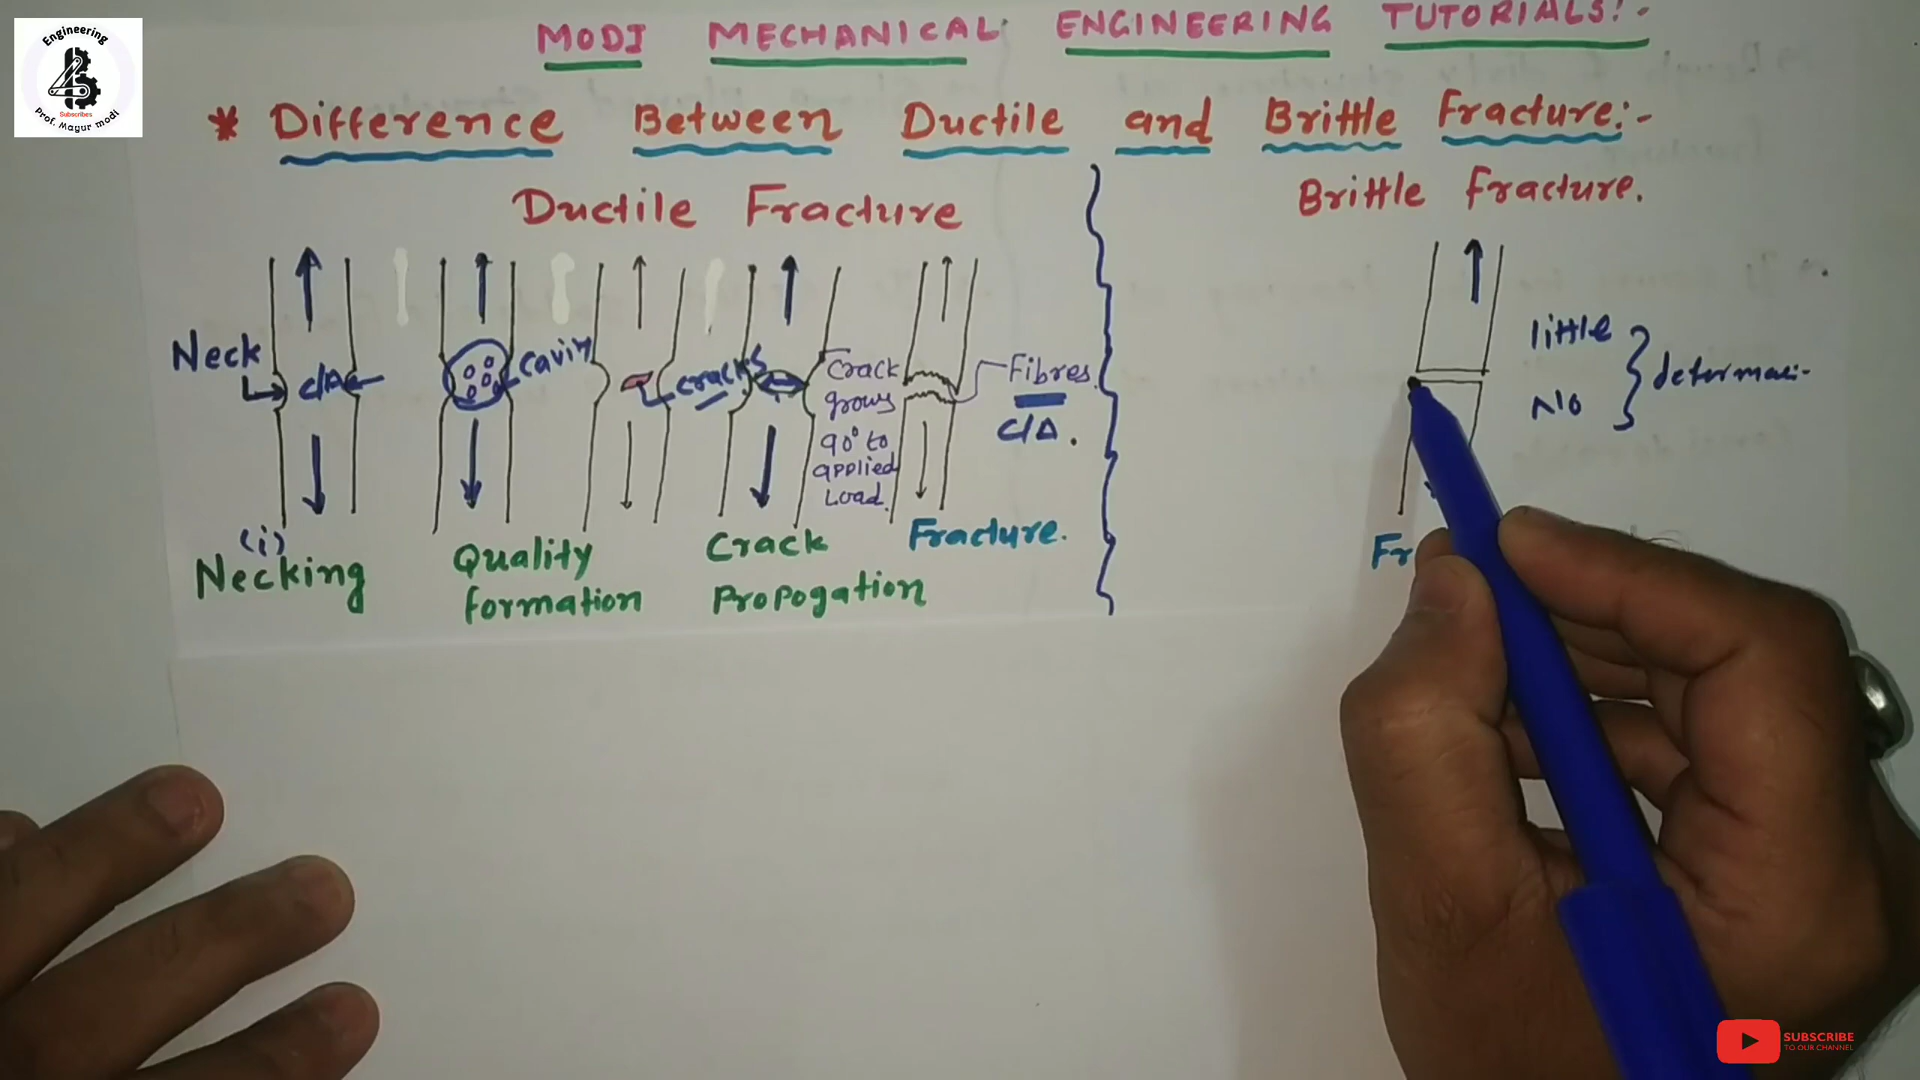 MODI MECHANICAL ENGINEERING TUTORIALS!-
Engineering
Subscribes
Prof. Mayur modi
* Difference Between Ductile and Brittle Fracture:-
Ductile Fracture
Brittle Fracture.
Neck
C/A
cracks
Crack
grows
90° to
applied
Load.
Fibres.
C/A.
little
No
(i)
Necking
Quality
formation
Crack
Propogation
Fracture.
Fr
SUBSCRIBE
TO OUR CHANNEL